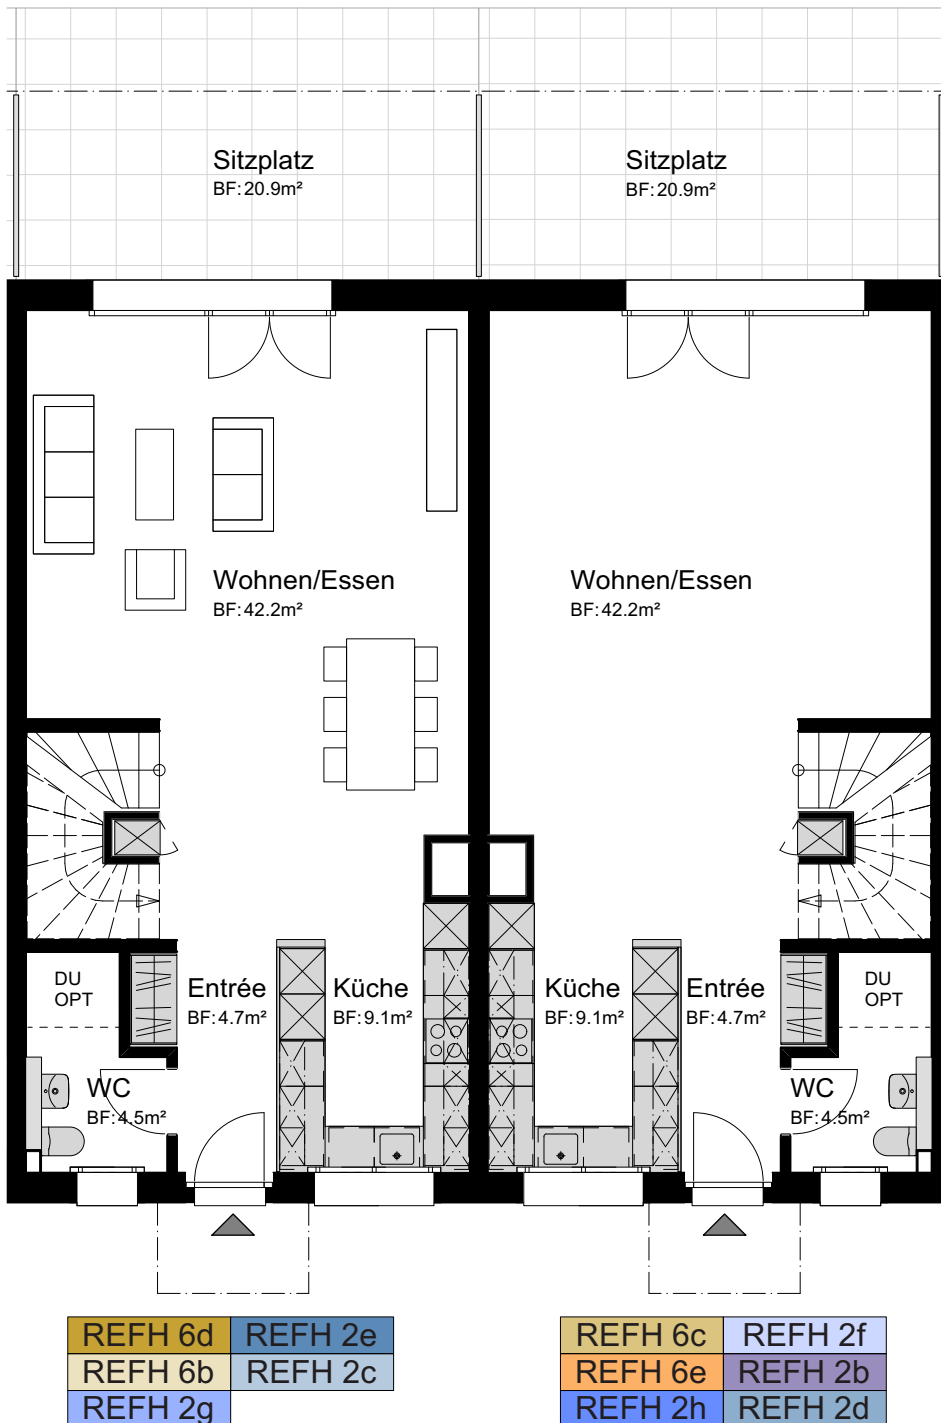 Sitzplatz
BF: 20.9m²
Sitzplatz
BF: 20.9m²
Wohnen/Essen
BF: 42.2m²
Wohnen/Essen
BF: 42.2m²
DU
OPT
Entrée
BF: 4.7m²
Küche
BF: 9.1m²
Küche
BF: 9.1m²
Entrée
BF: 4.7m²
DU
OPT
WC
BF: 4.5m²
WC
BF: 4.5m²
REFH 6d
REFH 2e
REFH 6b
REFH 2c
REFH 2g
REFH 6c
REFH 2f
REFH 6e
REFH 2b
REFH 2h
REFH 2d